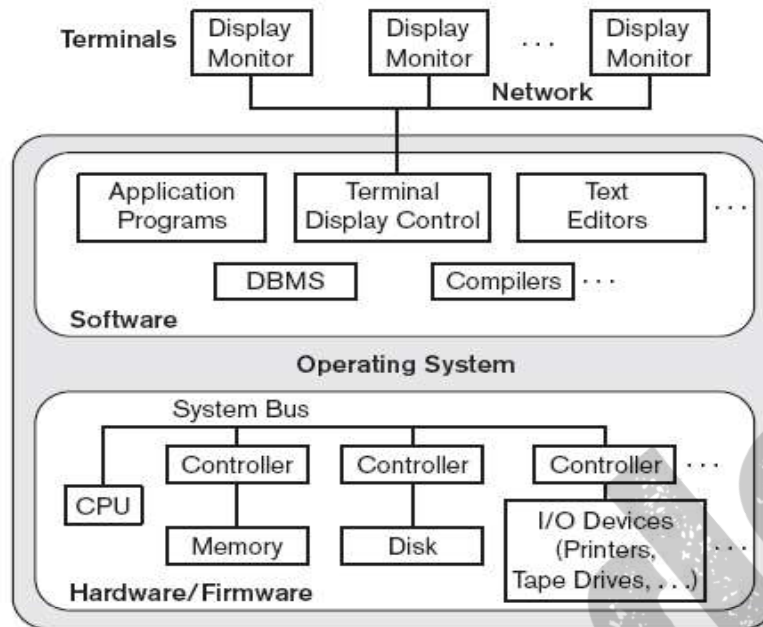 Terminals
Display
Monitor
Display
Monitor
. . .
Display
Monitor
Network
Application
Programs
Terminal
Display Control
Text
Editors
. . .
DBMS
Compilers
. . .
Software
Operating System
System Bus
Controller
Controller
Controller
. . .
CPU
Memory
Disk
I/O Devices
(Printers,
Tape Drives, . . .)
. . .
Hardware/Firmware